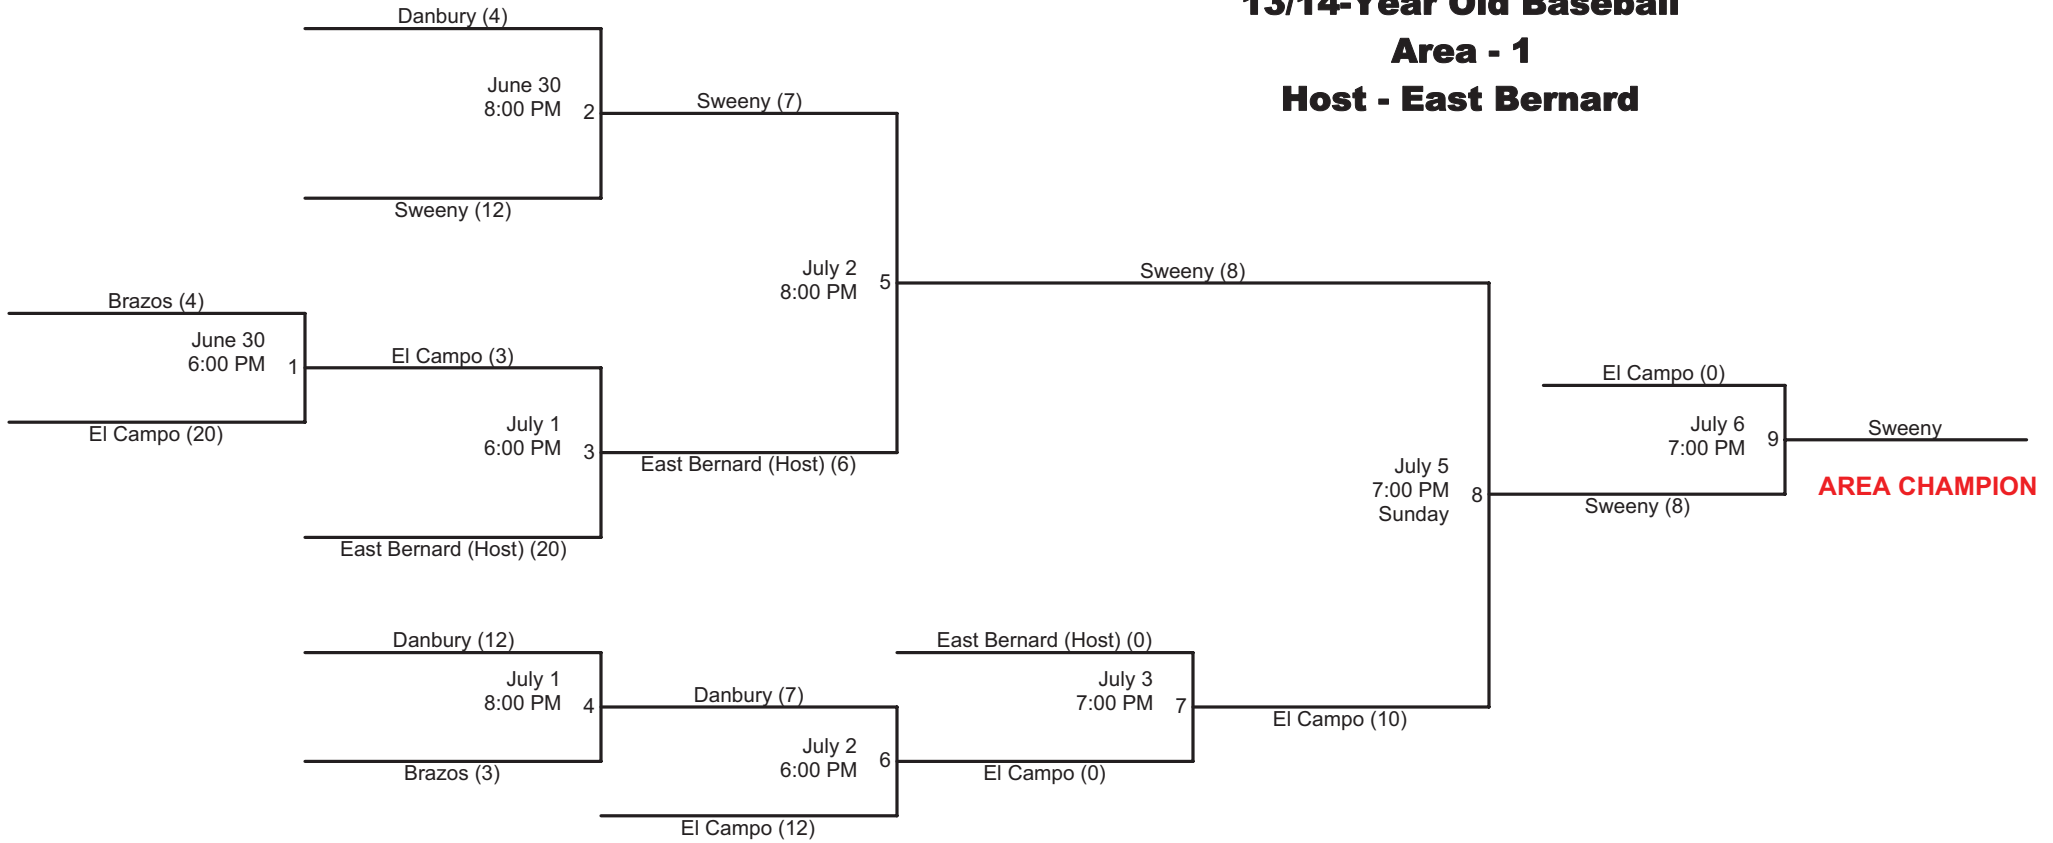 13/14-Year Old Baseball
Area - 1
Host - East Bernard
Danbury (4)
June 30
8:00 PM
2
Sweeny (12)
Sweeny (7)
Brazos (4)
June 30
6:00 PM
1
El Campo (20)
El Campo (3)
July 1
6:00 PM
3
East Bernard (Host) (20)
East Bernard (Host) (6)
July 2
8:00 PM
5
Sweeny (8)
Danbury (12)
July 1
8:00 PM
4
Brazos (3)
Danbury (7)
July 2
6:00 PM
6
El Campo (12)
East Bernard (Host) (0)
July 3
7:00 PM
7
El Campo (0)
El Campo (10)
July 5
7:00 PM
Sunday
8
El Campo (0)
July 6
7:00 PM
9
Sweeny (8)
Sweeny
AREA CHAMPION